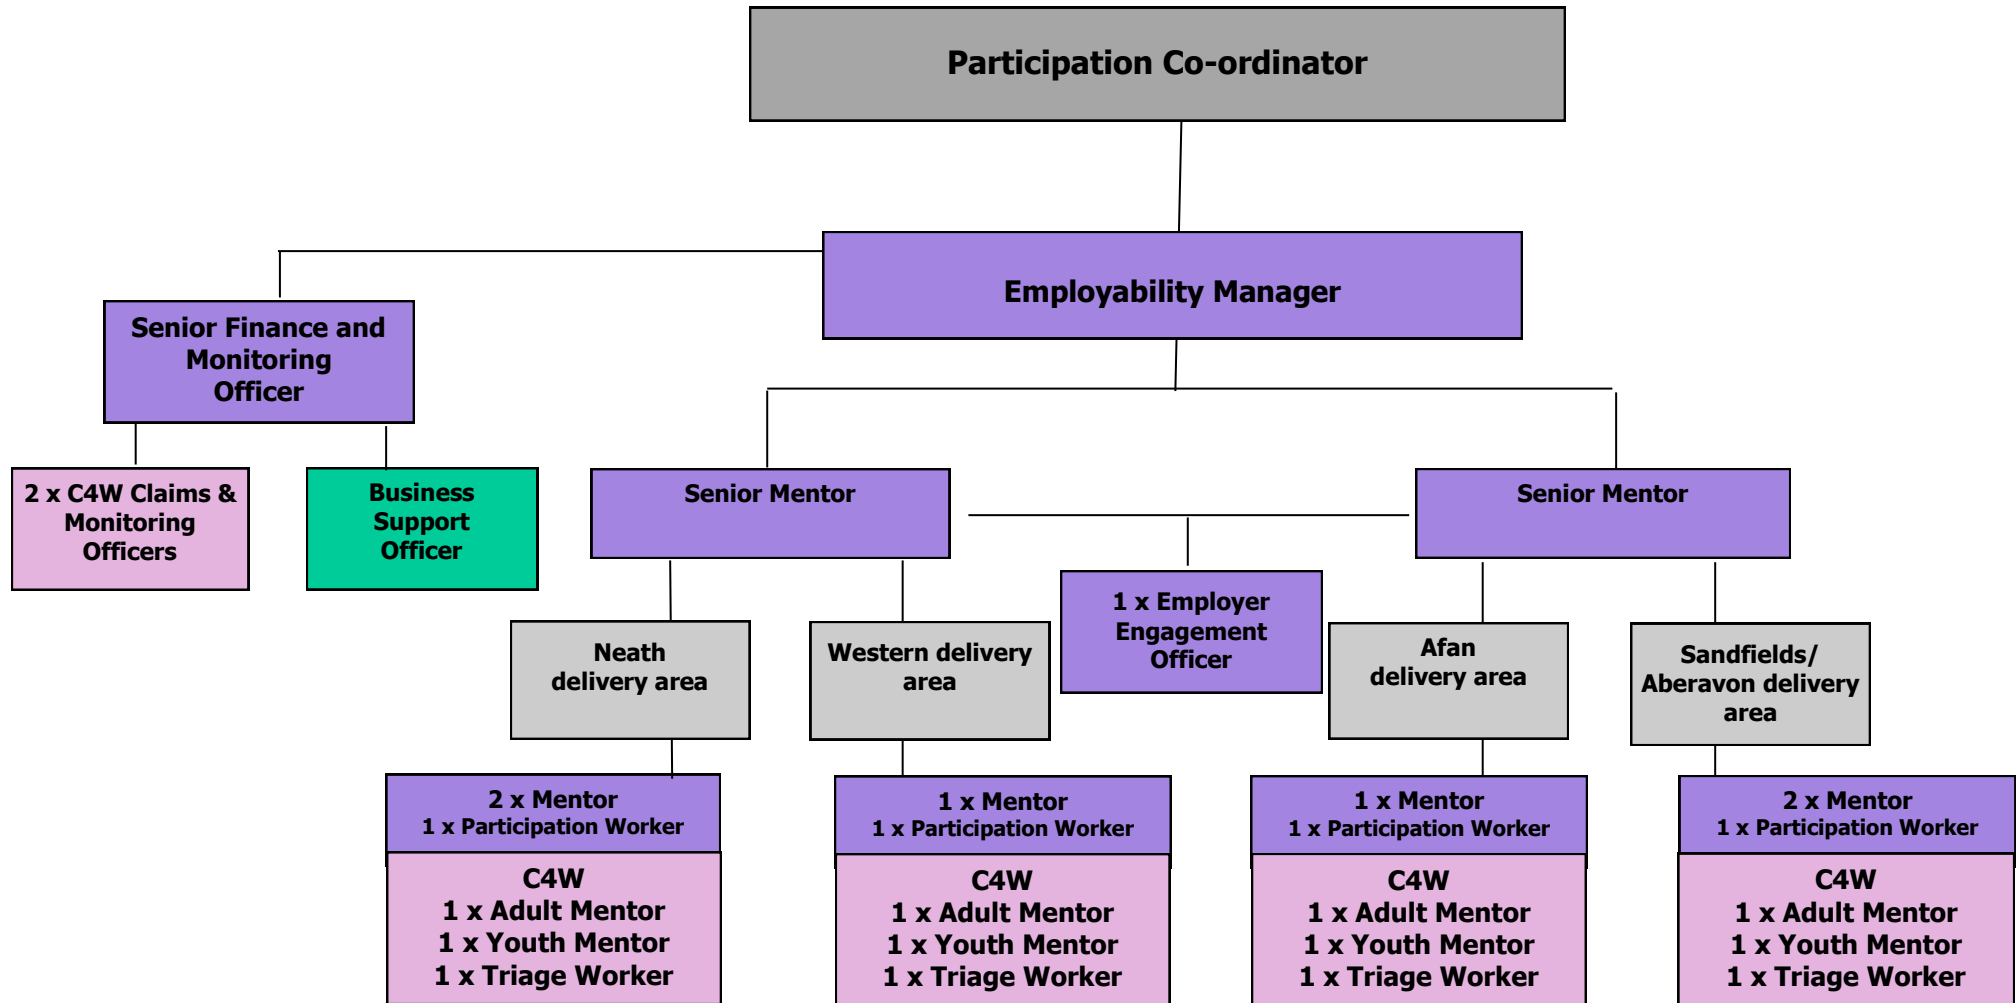 Participation Co-ordinator
Employability Manager
Senior Finance and
Monitoring
Officer
2 x C4W Claims &
Monitoring
Officers
Business
Support
Officer
Senior Mentor
Senior Mentor
1 x Employer
Engagement
Officer
Neath
delivery area
Western delivery
area
Afan
delivery area
Sandfields/
Aberavon delivery
area
2 x Mentor
1 x Participation Worker
C4W
1 x Adult Mentor
1 x Youth Mentor
1 x Triage Worker
1 x Mentor
1 x Participation Worker
C4W
1 x Adult Mentor
1 x Youth Mentor
1 x Triage Worker
1 x Mentor
1 x Participation Worker
C4W
1 x Adult Mentor
1 x Youth Mentor
1 x Triage Worker
2 x Mentor
1 x Participation Worker
C4W
1 x Adult Mentor
1 x Youth Mentor
1 x Triage Worker